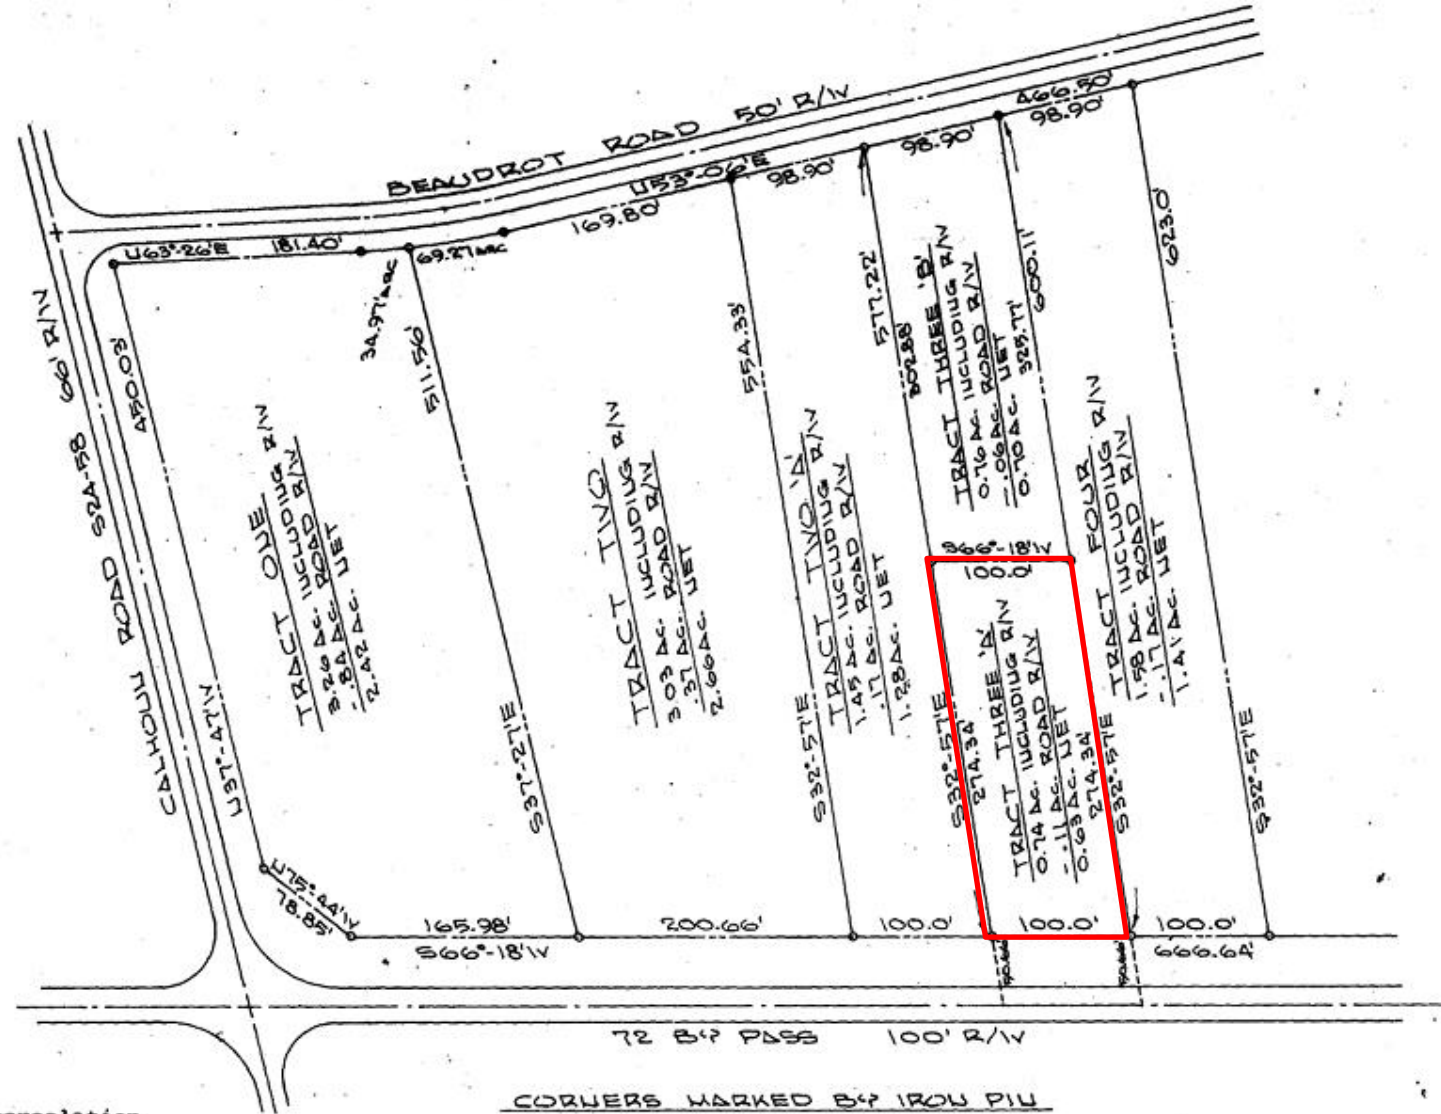 BEAUDROT ROAD 50' R/W
466.50'
98.90'
98.90'
98.90'
N53°-06'E
169.80'
69.27' ARC
34.97' ARC
N63°-26'E 181.40'
CALHOUN ROAD S24-58 66' R/W
450.03'
N37°-47'W
N75°-44'W
78.85'
TRACT ONE
3.26 AC. INCLUDING R/W
-.84 AC. ROAD R/W
2.42 AC. NET
511.56'
S37°-27'E
TRACT TWO
3.03 AC. INCLUDING R/W
.37 AC. ROAD R/W
2.66 AC. NET
554.33'
S32°-57'E
TRACT TWO 'A'
1.45 AC. INCLUDING R/W
.17 AC. ROAD R/W
1.28 AC. NET
577.22'
302.88'
TRACT THREE 'B'
0.76 AC. INCLUDING R/W
-.06 AC. ROAD R/W
0.70 AC. NET
600.11'
325.77'
S66°-18'W
100.0'
S32°-57'E
274.34'
TRACT THREE 'A'
0.74 AC. INCLUDING R/W
-.11 AC. ROAD R/W
0.63 AC. NET
274.34'
S32°-57'E
TRACT FOUR
1.58 AC. INCLUDING R/W
-.17 AC. ROAD R/W
1.41 AC. NET
623.0'
S32°-57'E
165.98'
200.66'
100.0'
100.0'
100.0'
S66°-18'W
666.64'
72 BY PASS 100' R/W
CORNERS MARKED BY IRON PIN